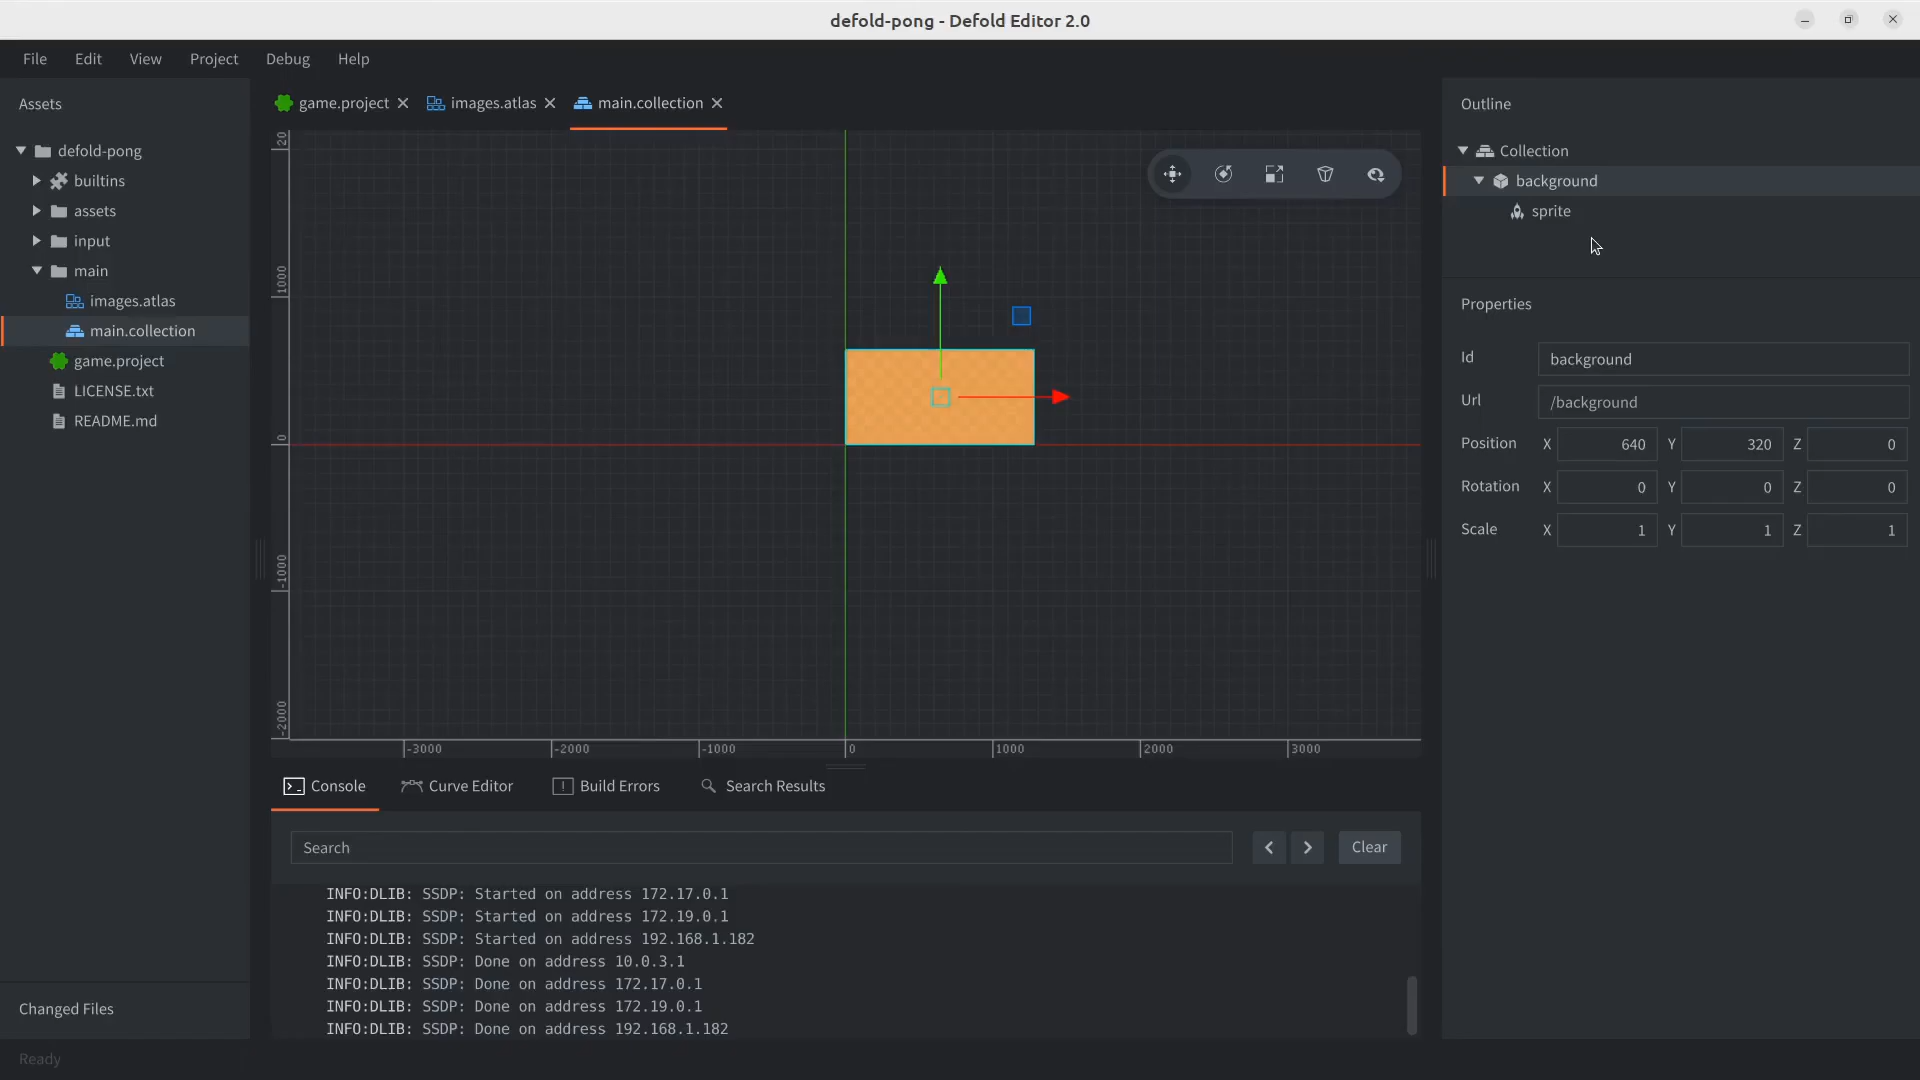 defold-pong - Defold Editor 2.0
File Edit View Project Debug Help
Assets
defold-pong
builtins
assets
input
main
images.atlas
main.collection
game.project
LICENSE.txt
README.md
Changed Files
Ready
game.project images.atlas main.collection
20
1000
0
-1000
-2000
-3000 -2000 -1000 0 1000 2000 3000
Console Curve Editor Build Errors Search Results
Search Clear
INFO:DLIB: SSDP: Started on address 172.17.0.1
INFO:DLIB: SSDP: Started on address 172.19.0.1
INFO:DLIB: SSDP: Started on address 192.168.1.182
INFO:DLIB: SSDP: Done on address 10.0.3.1
INFO:DLIB: SSDP: Done on address 172.17.0.1
INFO:DLIB: SSDP: Done on address 172.19.0.1
INFO:DLIB: SSDP: Done on address 192.168.1.182
Outline
Collection
background
sprite
Properties
Id background
Url /background
Position X 640 Y 320 Z 0
Rotation X 0 Y 0 Z 0
Scale X 1 Y 1 Z 1